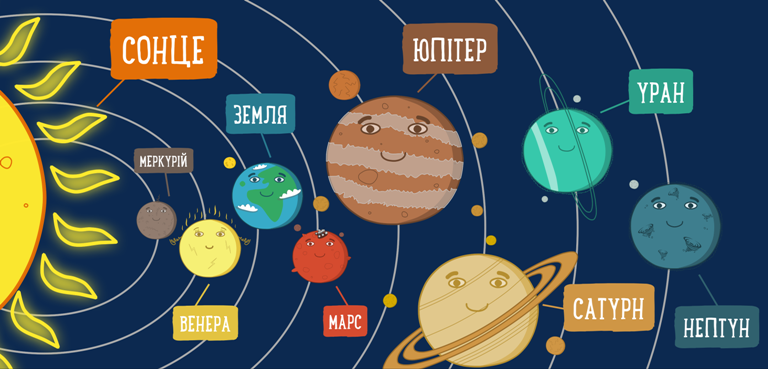 СОНЦЕ
МЕРКУРІЙ
ВЕНЕРА
ЗЕМЛЯ
МАРС
ЮПІТЕР
САТУРН
УРАН
НЕПТУН